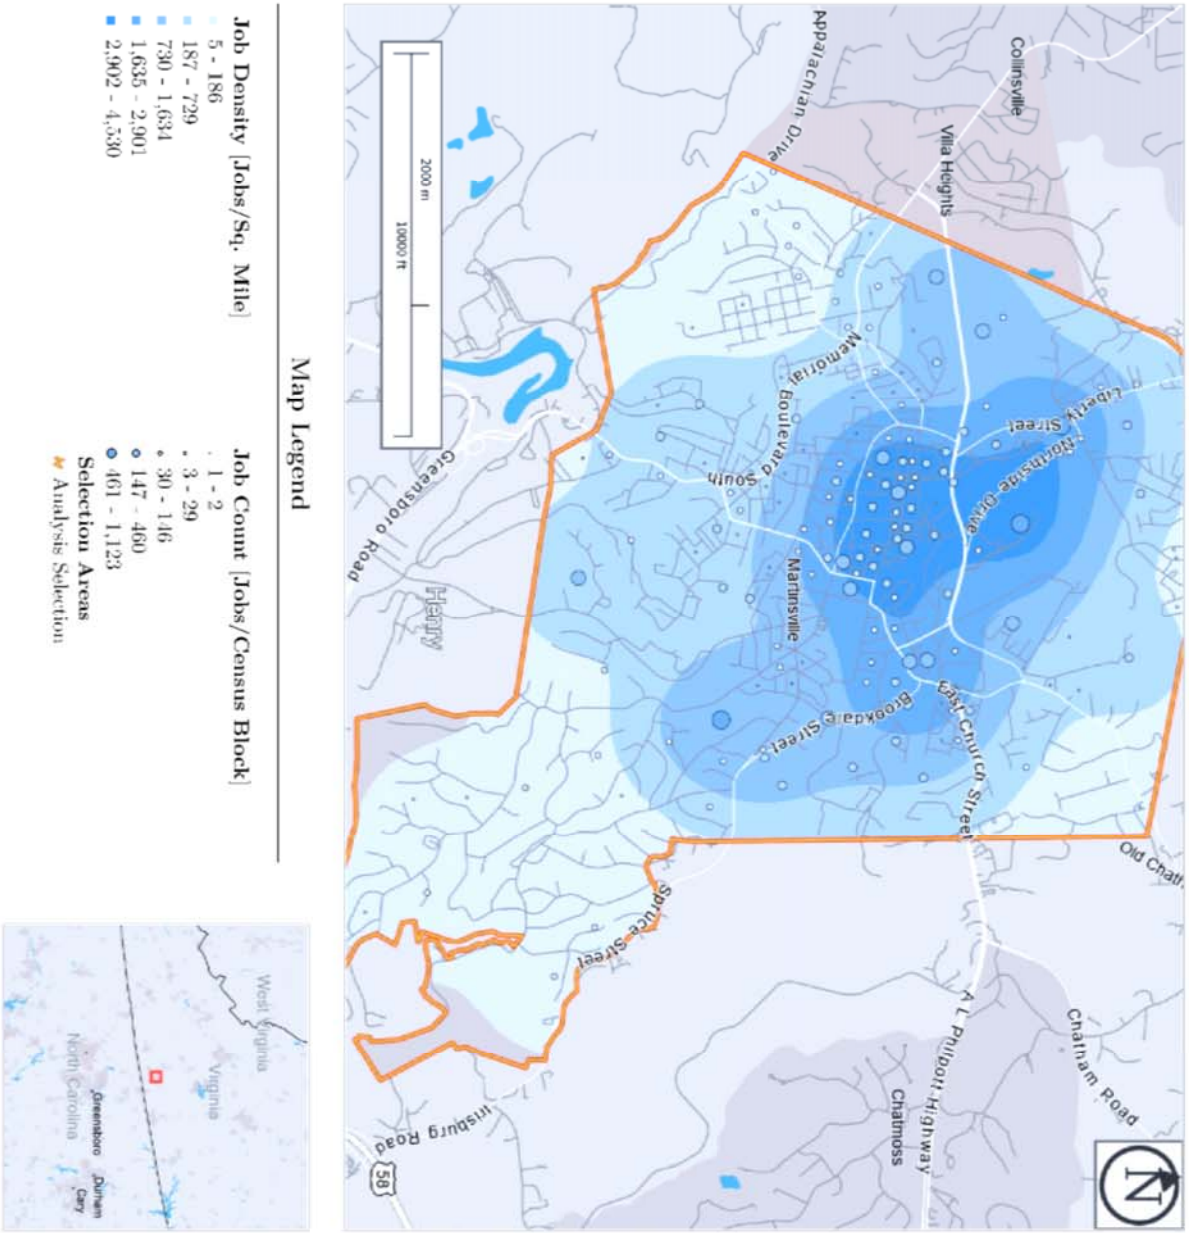 Collinsville
Appalachian Drive
Villa Heights
2000 m
10000 ft
Memorial
Boulevard
South
Liberty
Street
Northside Drive
Martinsville
Greensboro Road
Henry
Brookdale Street
East Church Street
Old Chath
Spruce Street
A L Philpott Highway
Chatham Road
Chatmoss
insburg Road
58
N
Map Legend
Job Density [Jobs/Sq. Mile]
5 - 186
187 - 729
730 - 1,634
1,635 - 2,901
2,902 - 4,530
Job Count [Jobs/Census Block]
1 - 2
3 - 29
30 - 146
147 - 460
461 - 1,123
Selection Areas
Analysis Selection
West Virginia
Virginia
North Carolina
Greensboro
Durham
Cary